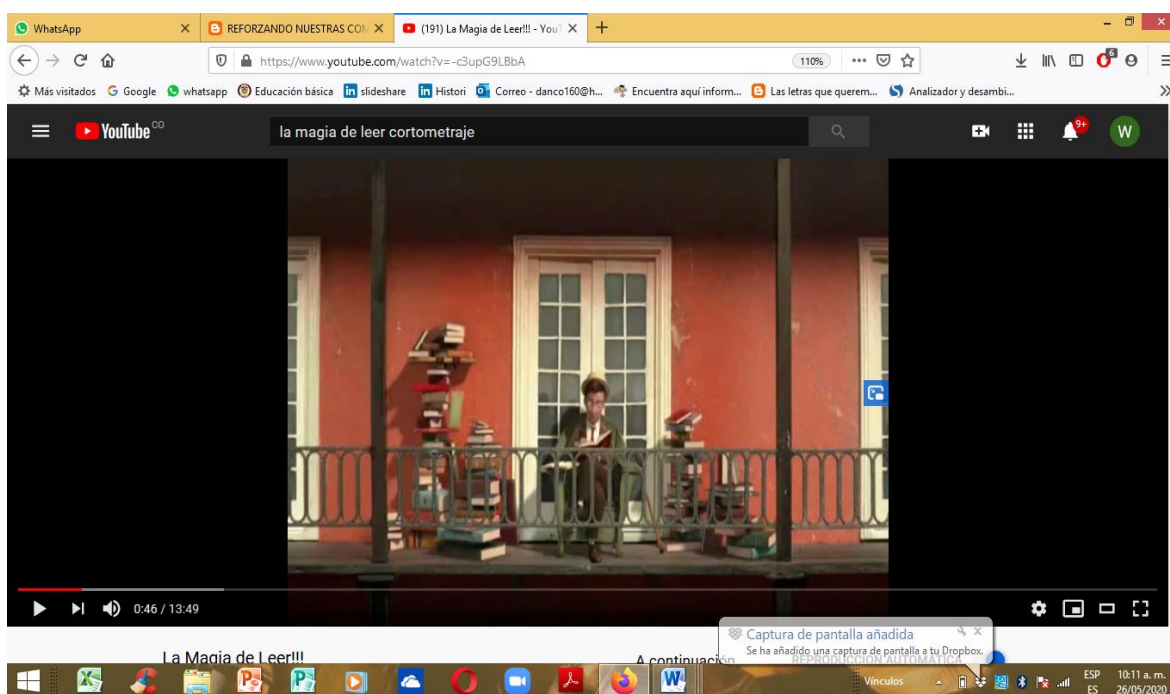 WhatsApp
REFORZANDO NUESTRAS CON
(191) La Magia de Leer!!! - YouT
https://www.youtube.com/watch?v=-c3upG9LBbA
110%
6
Más visitados
Google
whatsapp
Educación básica
slideshare
Histori
Correo - danco160@h...
Encuentra aquí inform...
Las letras que querem...
Analizador y desambi...
YouTube CO
la magia de leer cortometraje
9+
W
0:46 / 13:49
Captura de pantalla añadida
Se ha añadido una captura de pantalla a tu Dropbox.
La Magia de Leer!!!
A continuación
REPRODUCCIÓN AUTOMÁTICA
Vínculos
ESP
ES
10:11 a. m.
26/05/2020